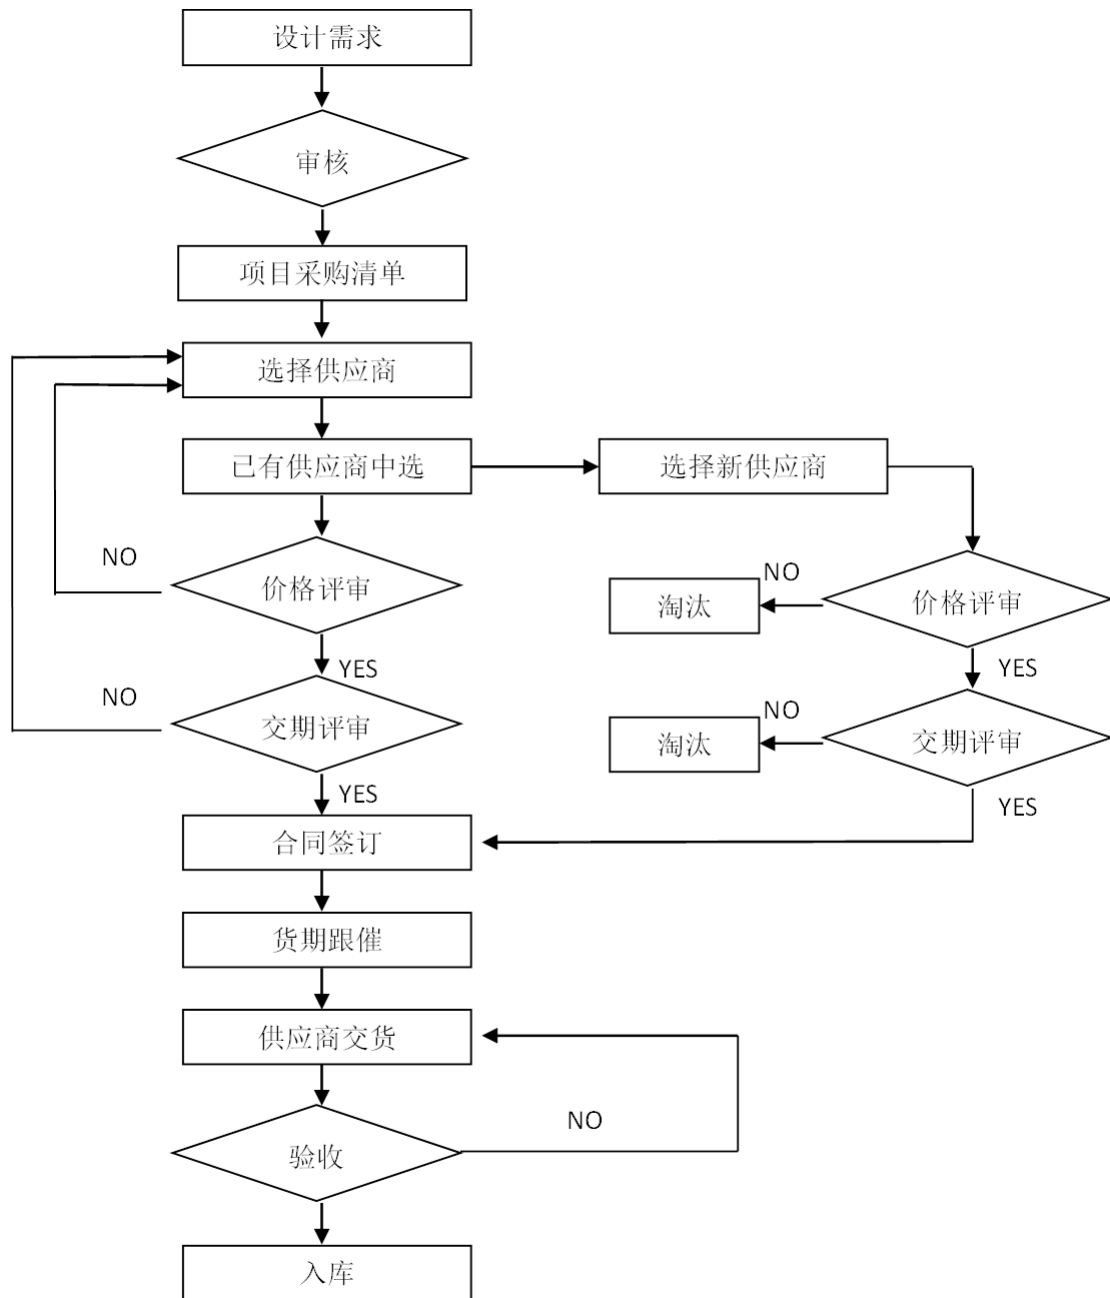 设计需求
审核
项目采购清单
选择供应商
已有供应商中选
选择新供应商
NO
价格评审
淘汰
NO
价格评审
YES
YES
NO
交期评审
淘汰
NO
交期评审
YES
YES
合同签订
货期跟催
供应商交货
NO
验收
入库